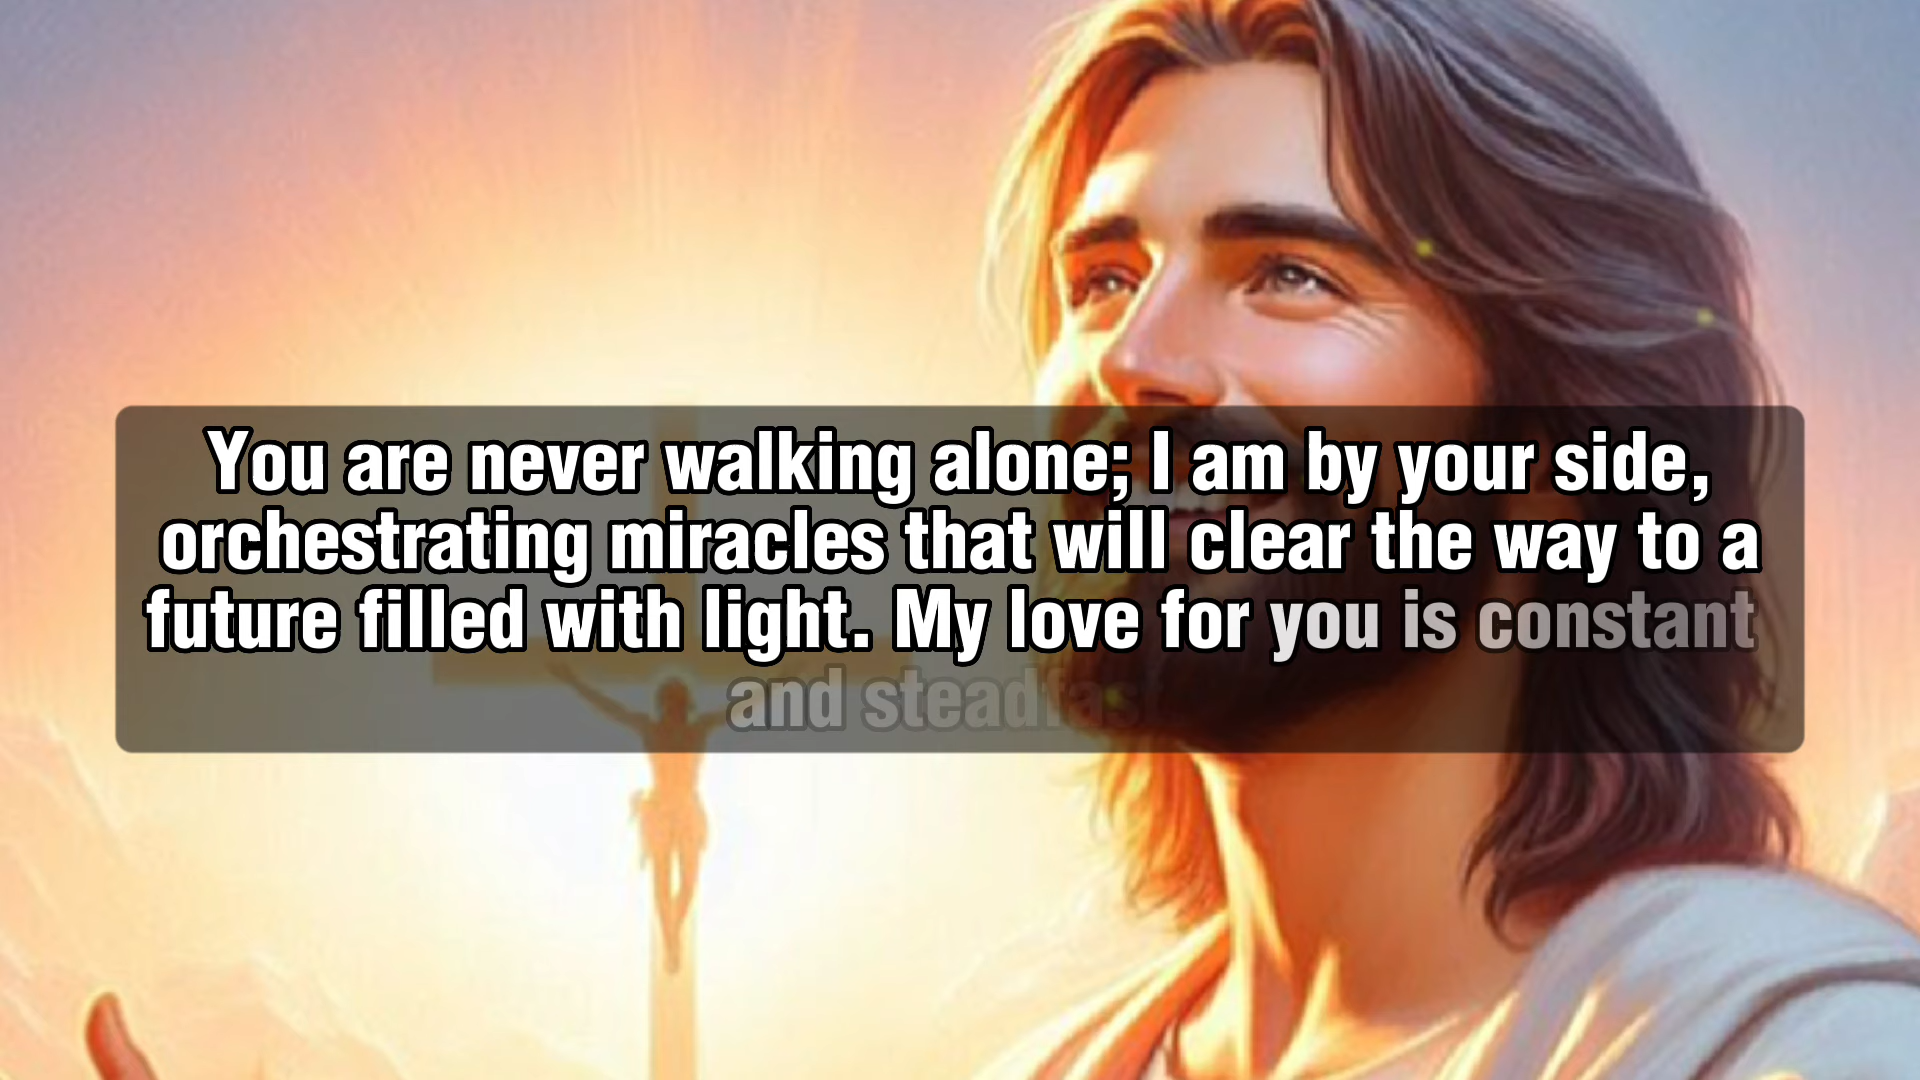 You are never walking alone; I am by your side,
orchestrating miracles that will clear the way to a
future filled with light. My love for you is constant
and steadfast